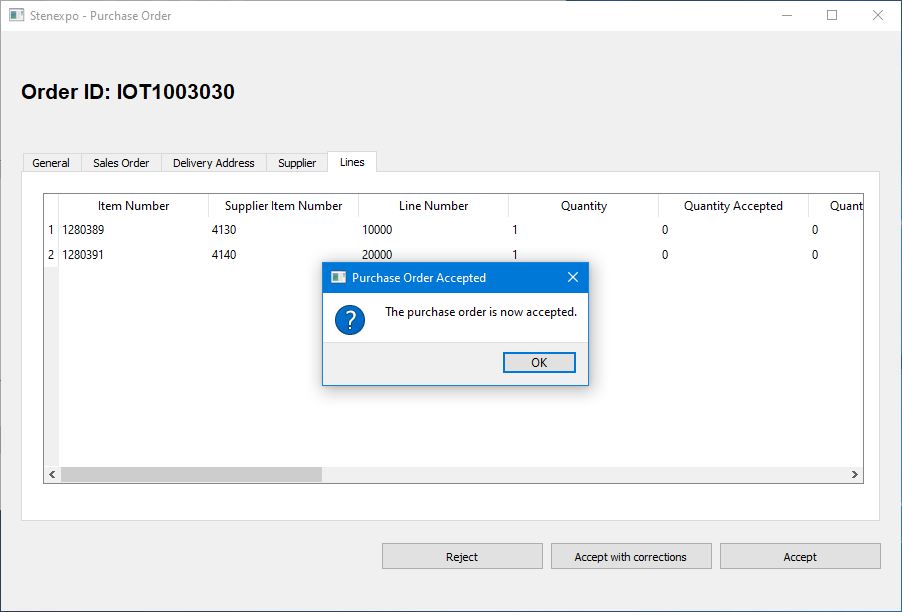 Stenexpo - Purchase Order
Order ID: IOT1003030
General Sales Order Delivery Address Supplier Lines
Item Number Supplier Item Number Line Number Quantity Quantity Accepted Quant
1 1280389 4130 10000 1 0 0
2 1280391 4140 20000 1 0 0
Purchase Order Accepted
?
The purchase order is now accepted.
OK
Reject Accept with corrections Accept